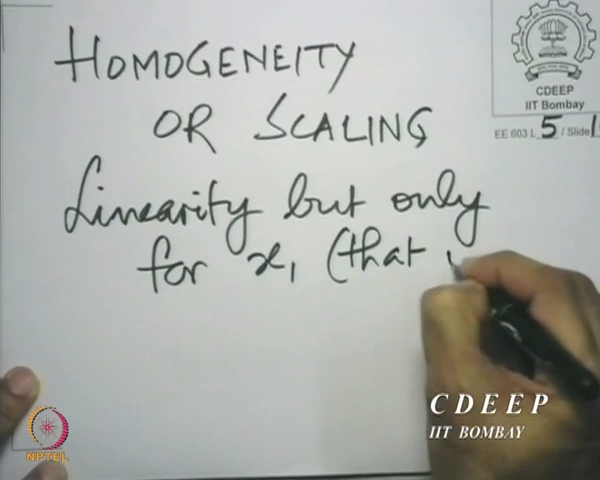 HOMOGENEITY
OR SCALING
Linearity but only
for x₁ (that
CDEEP
IIT Bombay
EE 603 L 5 / Slide 1
CDEEP
IIT BOMBAY
NPTEL